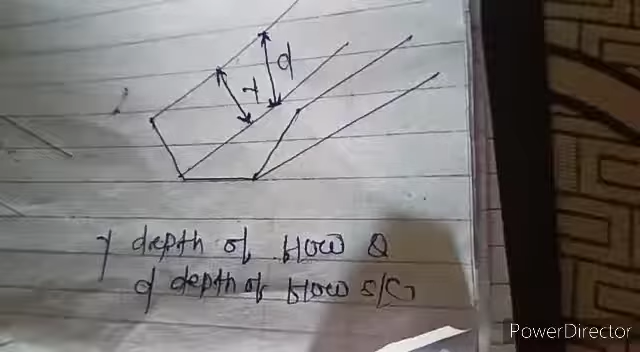 d
y
y depth of flow &
d depth of flow s/c
PowerDirector